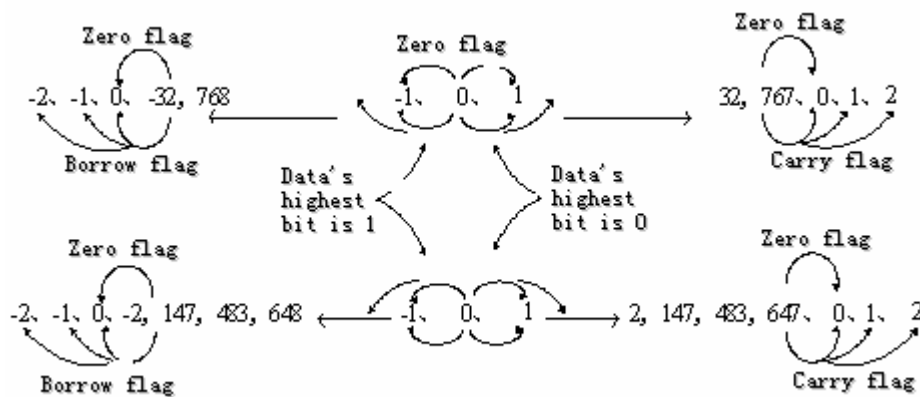 Zero flag
Zero flag
Zero flag
-2、 -1、 0、 -32, 768
-1、 0、 1
32, 767、 0、 1、 2
Borrow flag
Carry flag
Data's
highest
bit is 1
Data's
highest
bit is 0
Zero flag
Zero flag
-2、 -1、 0、 -2, 147, 483, 648
-1、 0、 1
2, 147, 483, 647、 0、 1、 2
Borrow flag
Carry flag